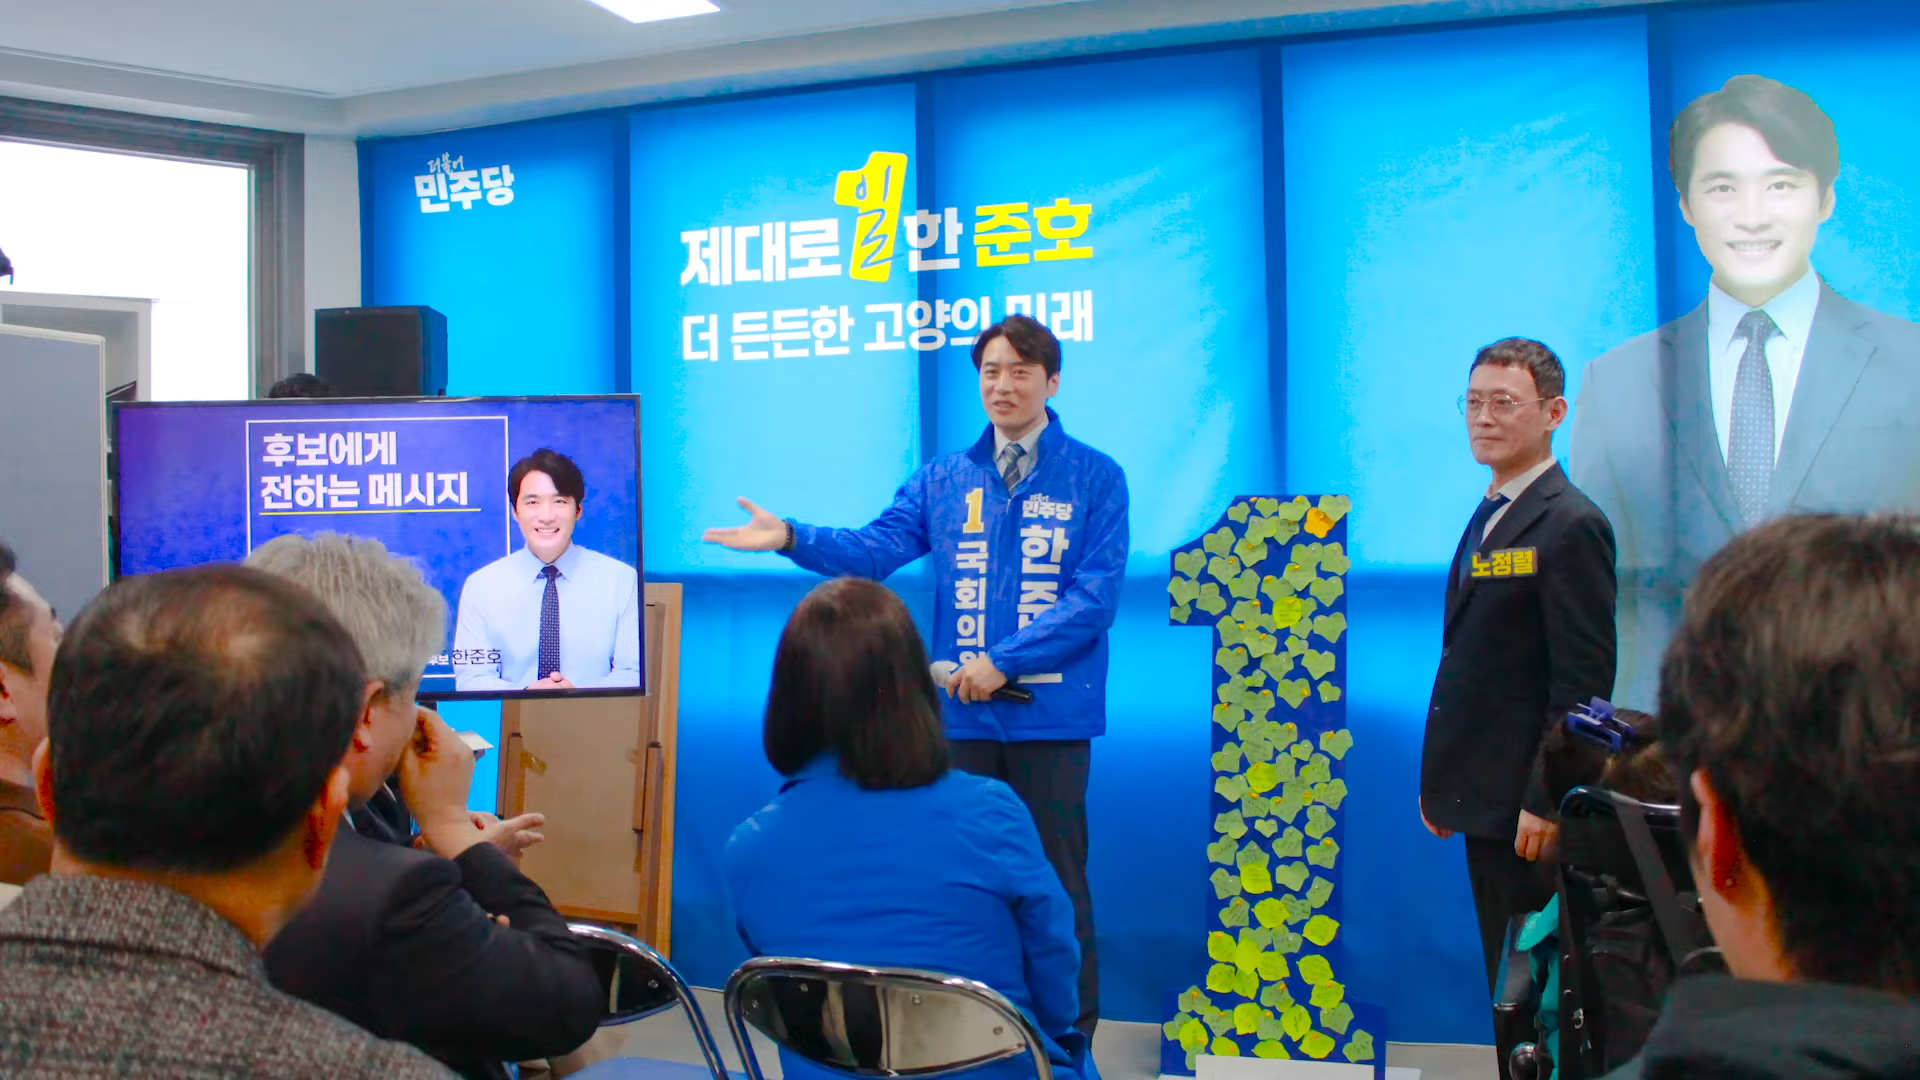 더불어
민주당
제대로 일 한 준호
더 든든한 고양의 미래
후보에게
전하는 메시지
후보 한준호
더불어
민주당
1
국회의원
한준호
노정렬